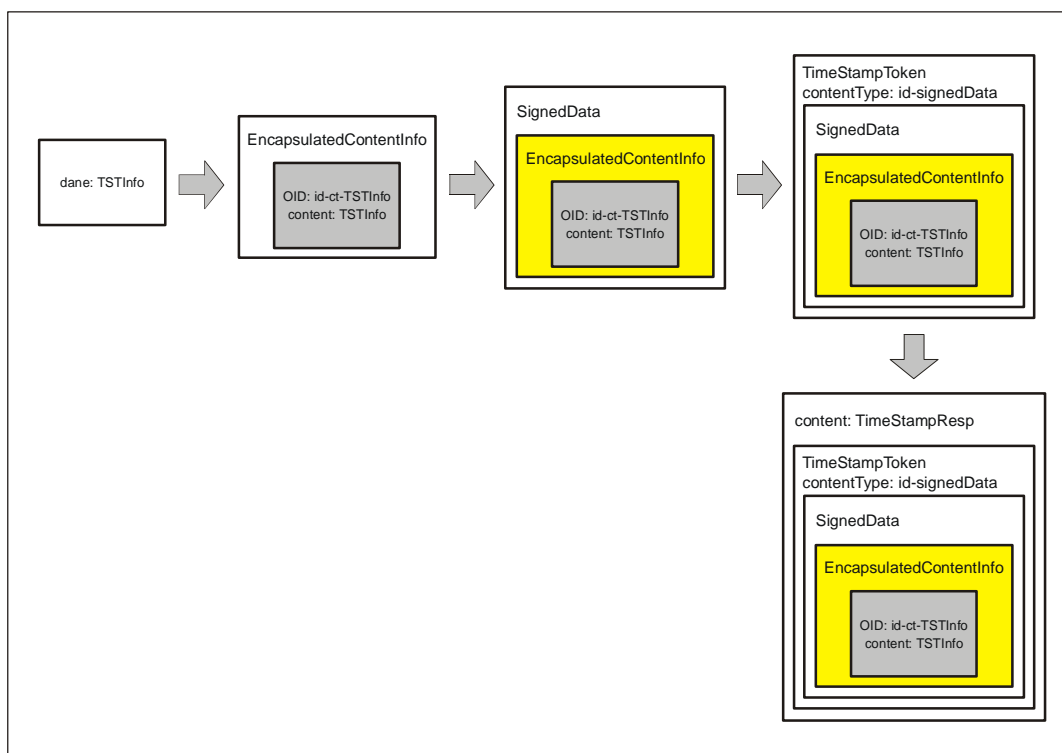 dane: TSTInfo
EncapsulatedContentInfo
OID: id-ct-TSTInfo
content: TSTInfo
SignedData
EncapsulatedContentInfo
OID: id-ct-TSTInfo
content: TSTInfo
TimeStampToken
contentType: id-signedData
SignedData
EncapsulatedContentInfo
OID: id-ct-TSTInfo
content: TSTInfo
content: TimeStampResp
TimeStampToken
contentType: id-signedData
SignedData
EncapsulatedContentInfo
OID: id-ct-TSTInfo
content: TSTInfo